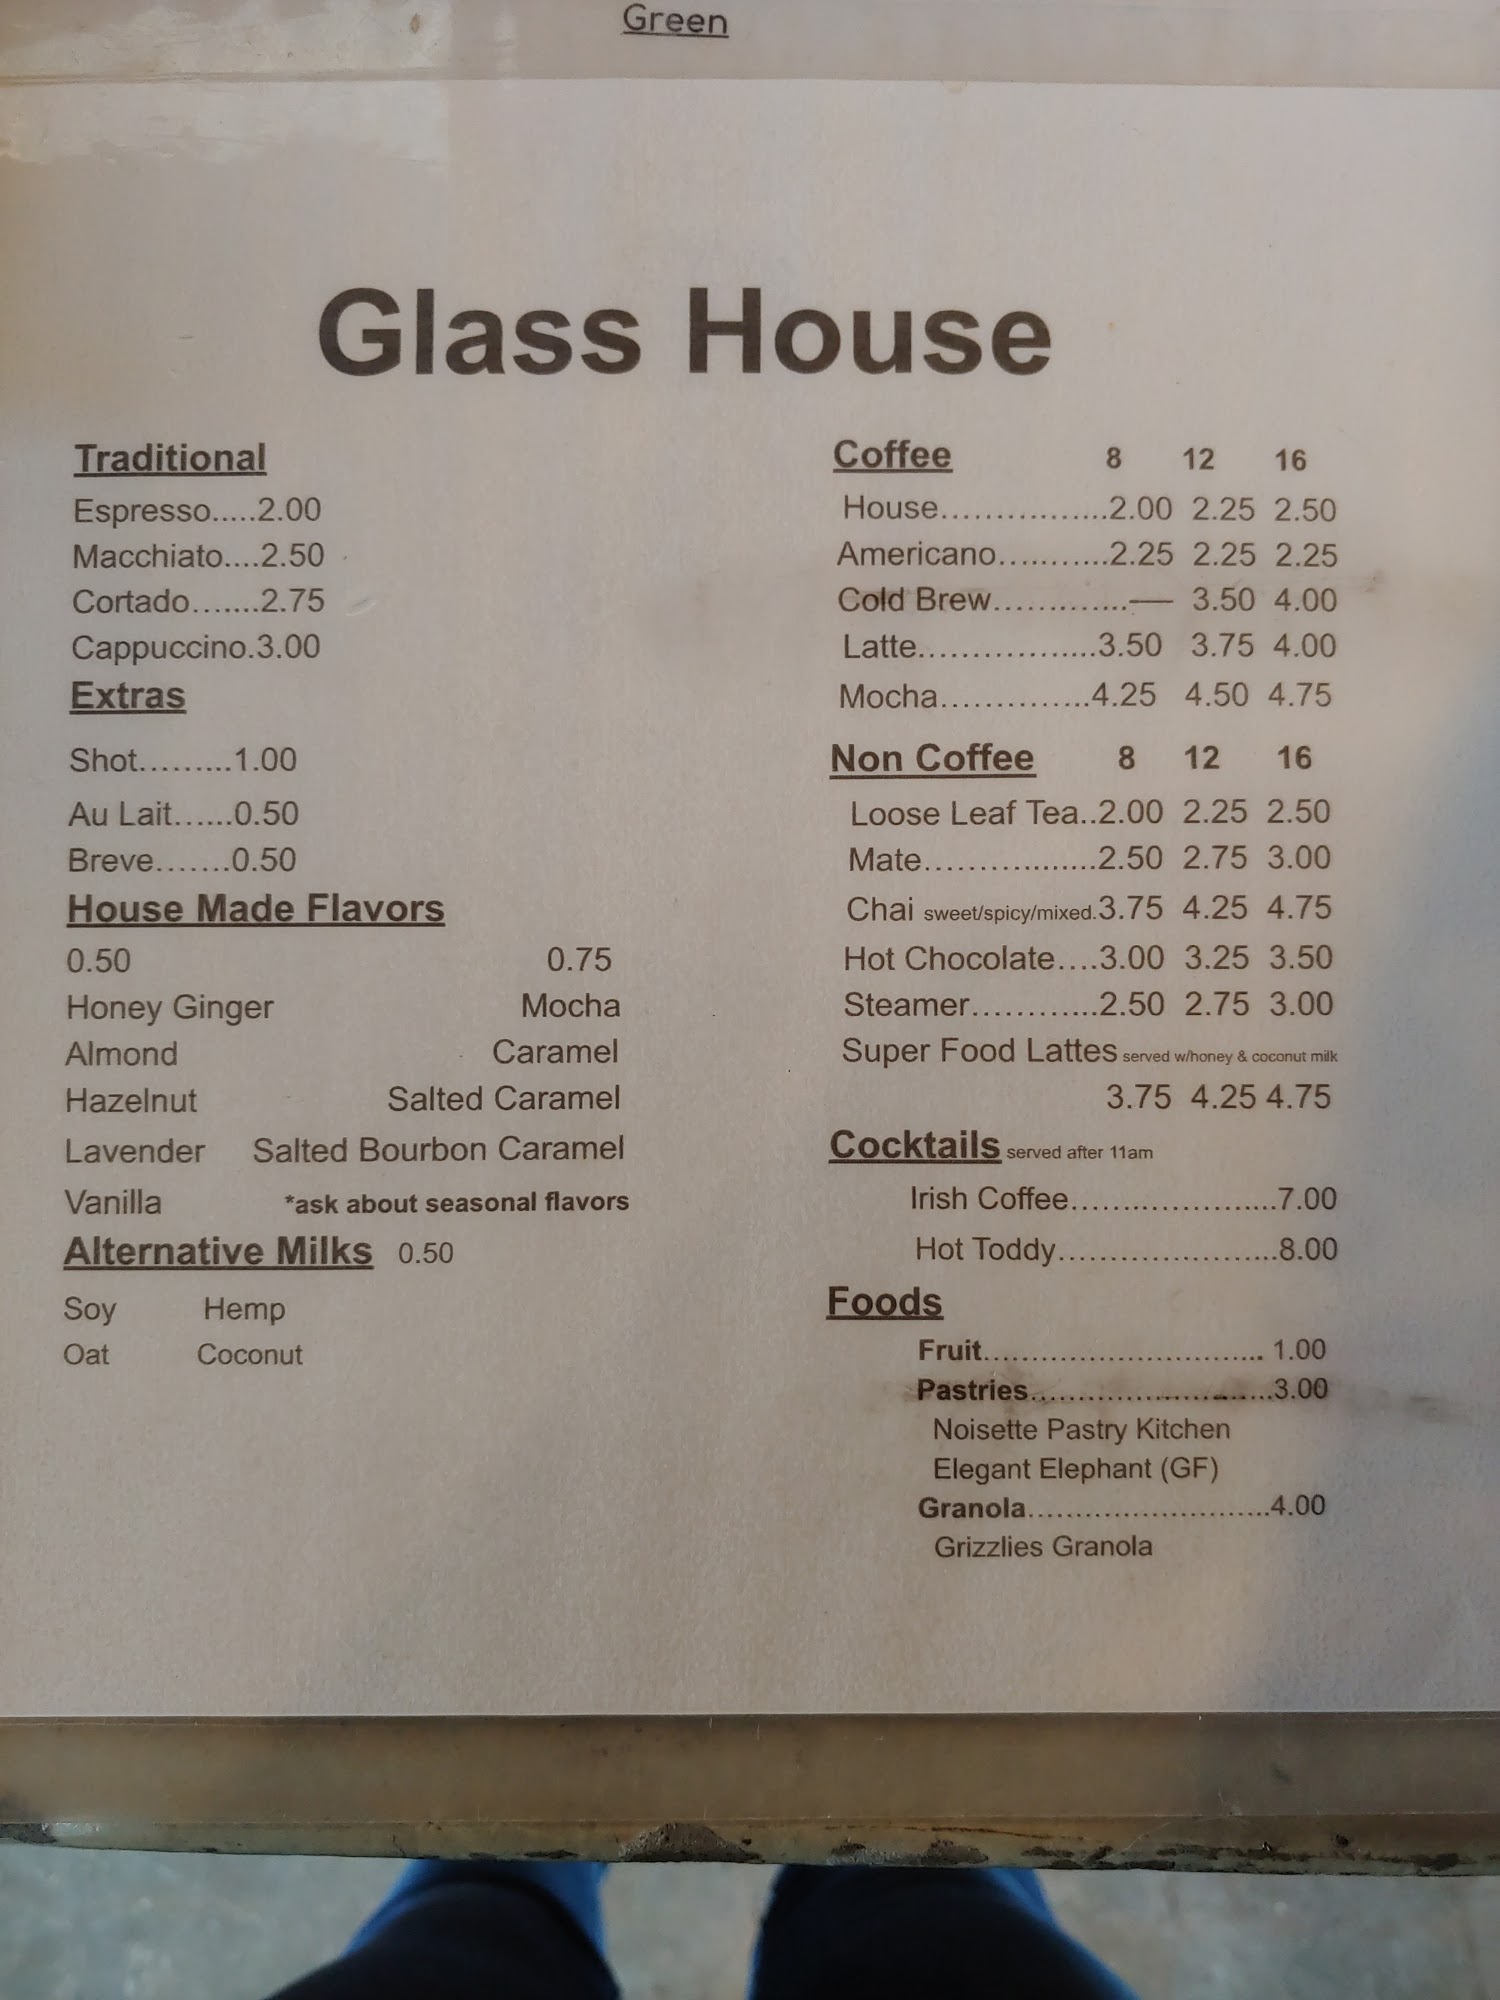 Green
Glass House
Traditional
Espresso.....2.00
Macchiato....2.50
Cortado.......2.75
Cappuccino.3.00
Extras
Shot.........1.00
Au Lait......0.50
Breve.......0.50
House Made Flavors
0.50 0.75
Honey Ginger Mocha
Almond Caramel
Hazelnut Salted Caramel
Lavender Salted Bourbon Caramel
Vanilla *ask about seasonal flavors
Alternative Milks 0.50
Soy Hemp
Oat Coconut
Coffee 8 12 16
House................2.00 2.25 2.50
Americano...........2.25 2.25 2.25
Cold Brew.............— 3.50 4.00
Latte.................3.50 3.75 4.00
Mocha..............4.25 4.50 4.75
Non Coffee 8 12 16
Loose Leaf Tea..2.00 2.25 2.50
Mate.................2.50 2.75 3.00
Chai sweet/spicy/mixed.3.75 4.25 4.75
Hot Chocolate....3.00 3.25 3.50
Steamer............2.50 2.75 3.00
Super Food Lattes served w/honey & coconut milk
3.75 4.25 4.75
Cocktails served after 11am
Irish Coffee.....................7.00
Hot Toddy......................8.00
Foods
Fruit.............................. 1.00
Pastries..........................3.00
Noisette Pastry Kitchen
Elegant Elephant (GF)
Granola..........................4.00
Grizzlies Granola